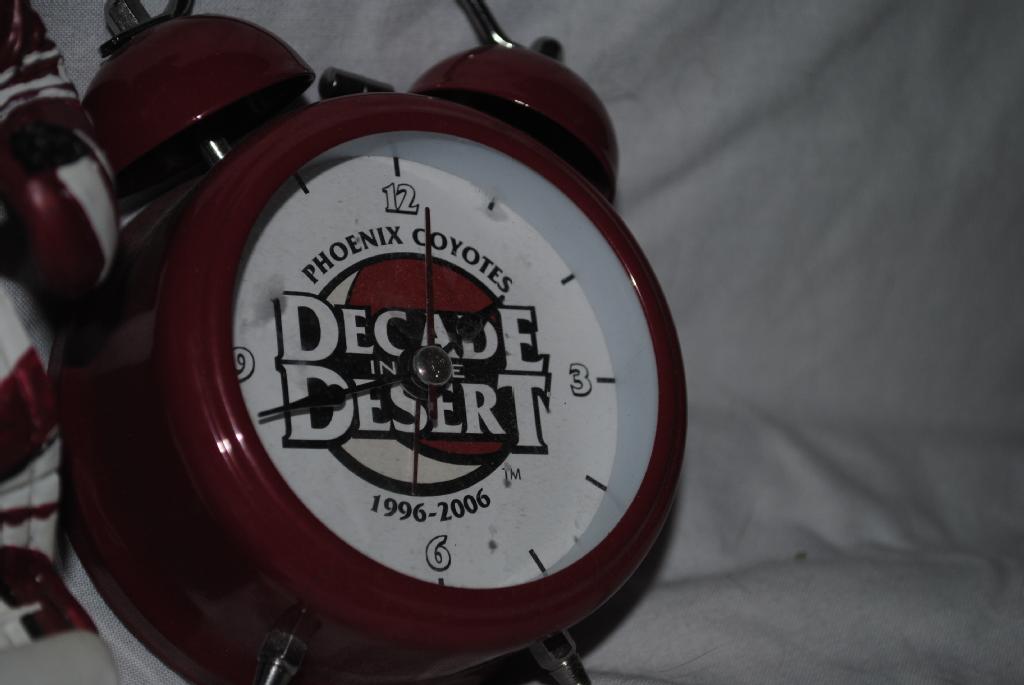 12
PHOENIX COYOTES
DECADE
IN THE
9
3
DESERT
TM
1996-2006
6